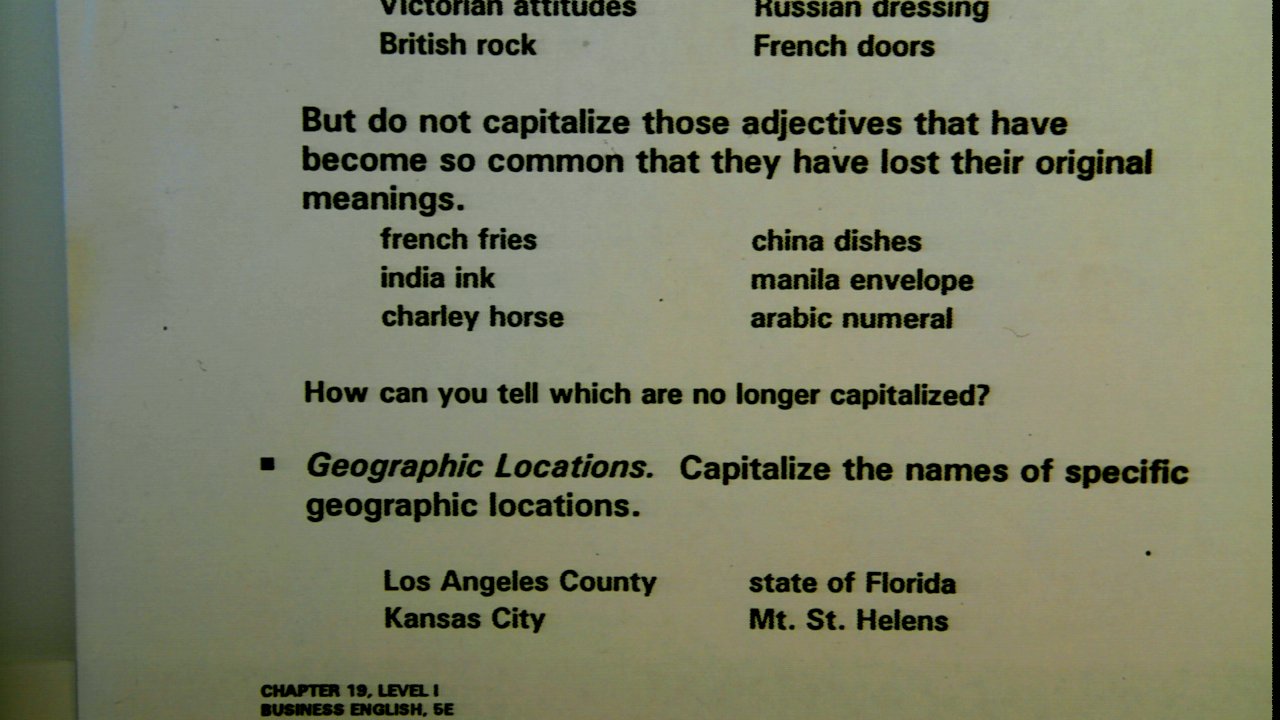 Victorian attitudes Russian dressing
British rock French doors
But do not capitalize those adjectives that have
become so common that they have lost their original
meanings.
french fries china dishes
india ink manila envelope
charley horse arabic numeral
How can you tell which are no longer capitalized?
■ Geographic Locations. Capitalize the names of specific
geographic locations.
Los Angeles County state of Florida
Kansas City Mt. St. Helens
CHAPTER 19, LEVEL I
BUSINESS ENGLISH, 5E